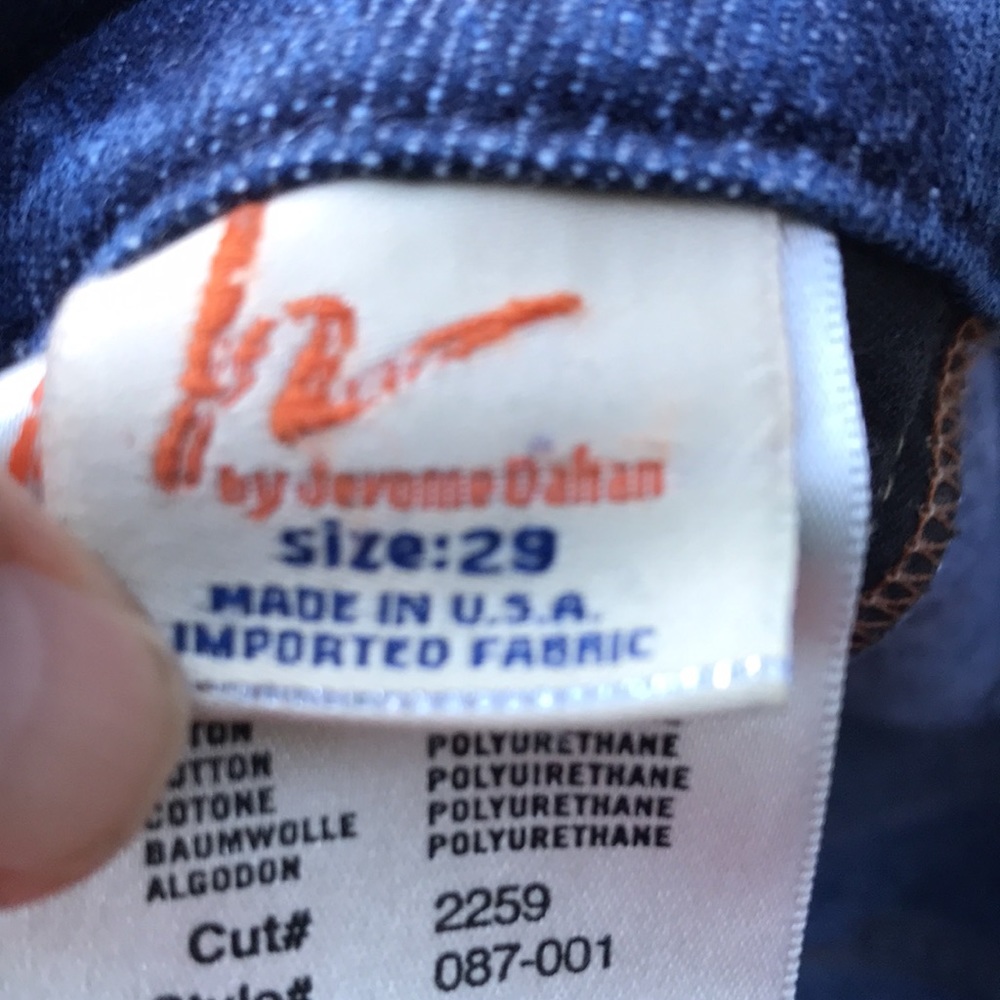 by Jerome Dahan
size:29
MADE IN U.S.A.
IMPORTED FABRIC
POLYURETHANE
POLYUIRETHANE
COTONE POLYURETHANE
BAUMWOLLE POLYURETHANE
ALGODON
Cut# 2259
Style# 087-001